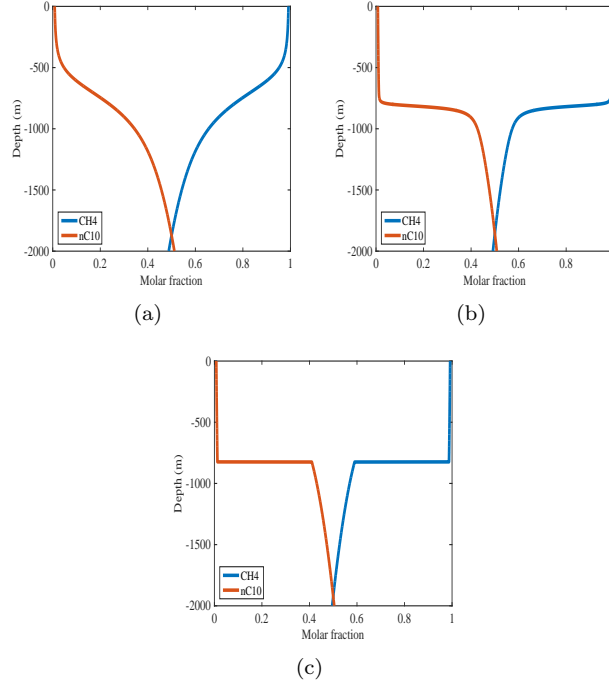 0
-500
-1000
-1500
-2000
Depth (m)
CH4
nC10
0 0.2 0.4 0.6 0.8 1
Molar fraction
(a)
0
-500
-1000
-1500
-2000
Depth (m)
CH4
nC10
0 0.2 0.4 0.6 0.8
Molar fraction
(b)
0
-500
-1000
-1500
-2000
Depth (m)
CH4
nC10
0 0.2 0.4 0.6 0.8 1
Molar fraction
(c)